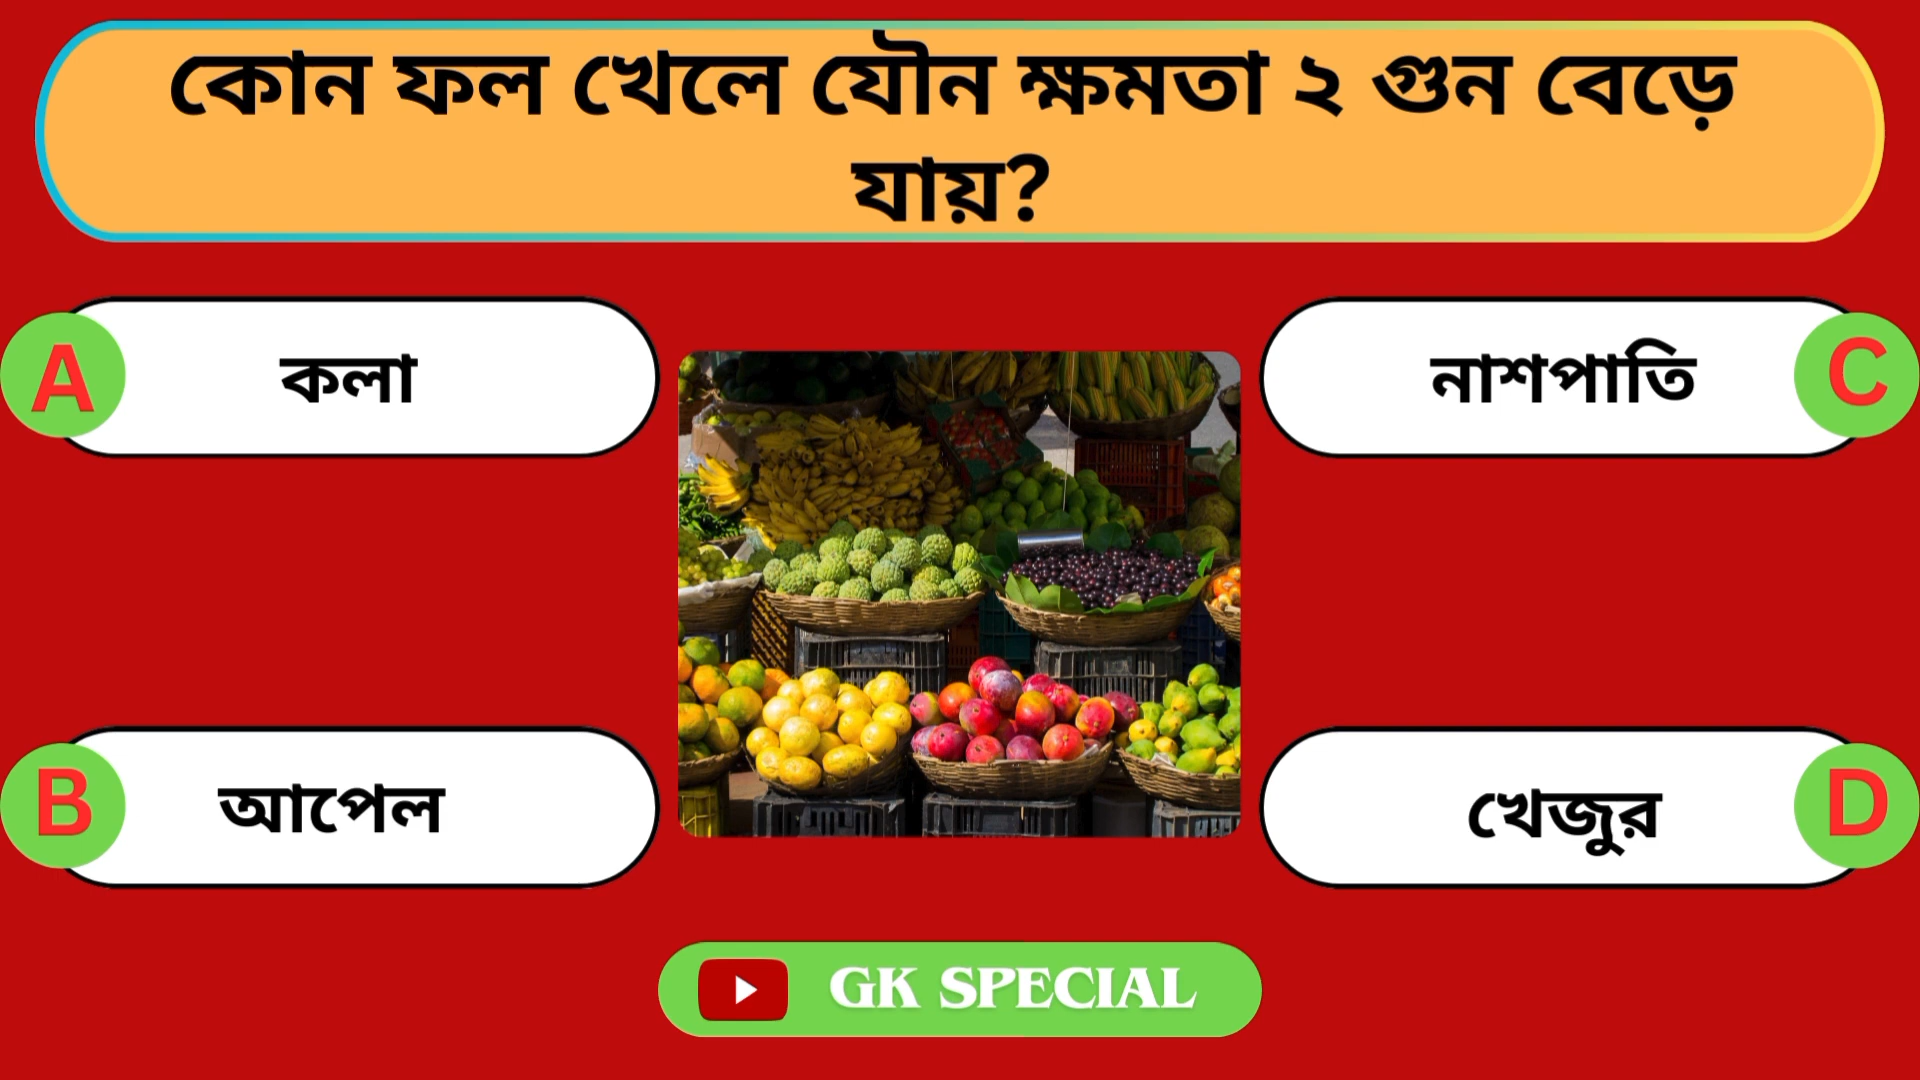 কোন ফল খেলে যৌন ক্ষমতা ২ গুন বেড়ে
যায়?
A কলা
নাশপাতি C
B আপেল
খেজুর D
GK SPECIAL